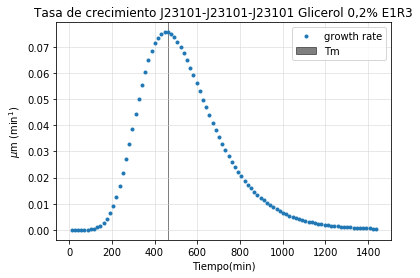 Tasa de crecimiento J23101-J23101-J23101 Glicerol 0,2% E1R3
growth rate
Tm
μm (min¹)
0.07
0.06
0.05
0.04
0.03
0.02
0.01
0.00
0 200 400 600 800 1000 1200 1400
Tiempo(min)